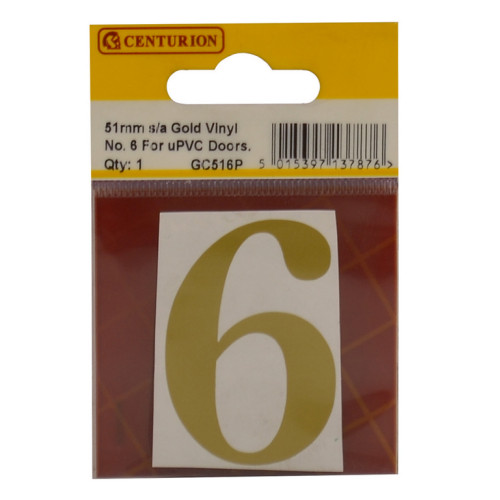 CENTURION
51mm s/a Gold Vinyl
No. 6 For uPVC Doors.
Qty: 1 GC516P 5 015397 137876 >
6